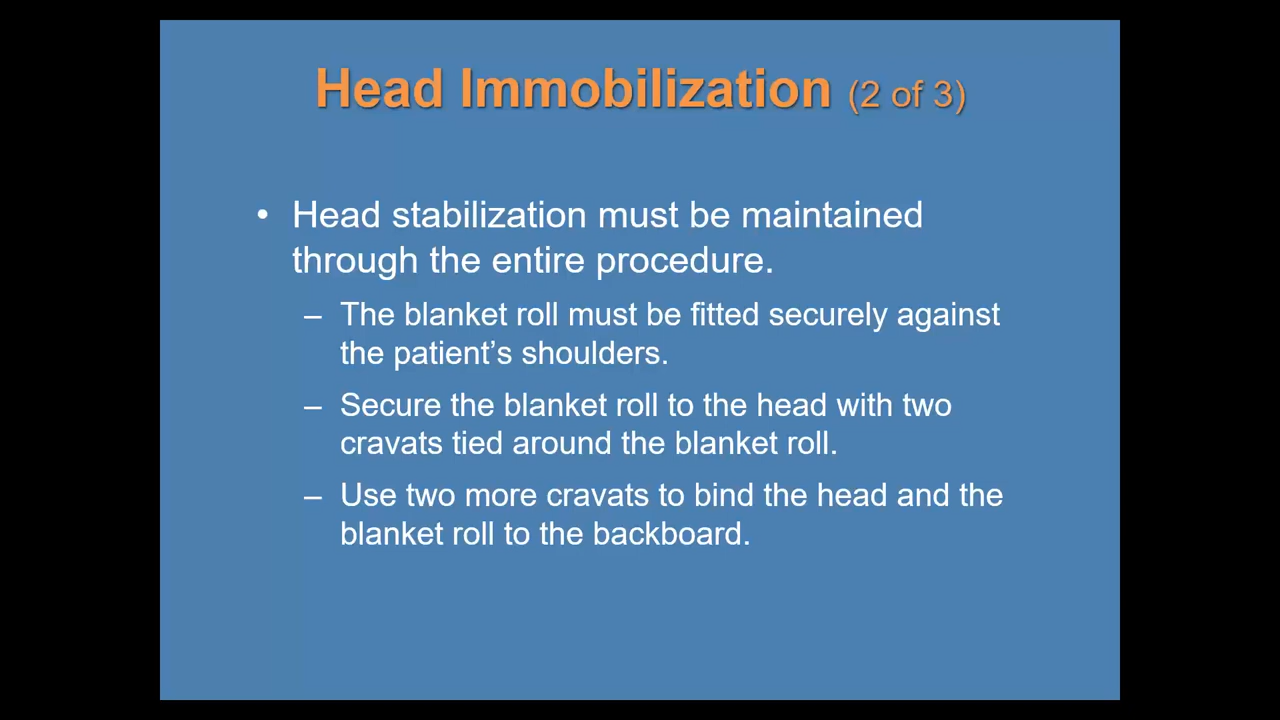 Head Immobilization (2 of 3)
• Head stabilization must be maintained
through the entire procedure.
– The blanket roll must be fitted securely against
the patient’s shoulders.
– Secure the blanket roll to the head with two
cravats tied around the blanket roll.
– Use two more cravats to bind the head and the
blanket roll to the backboard.